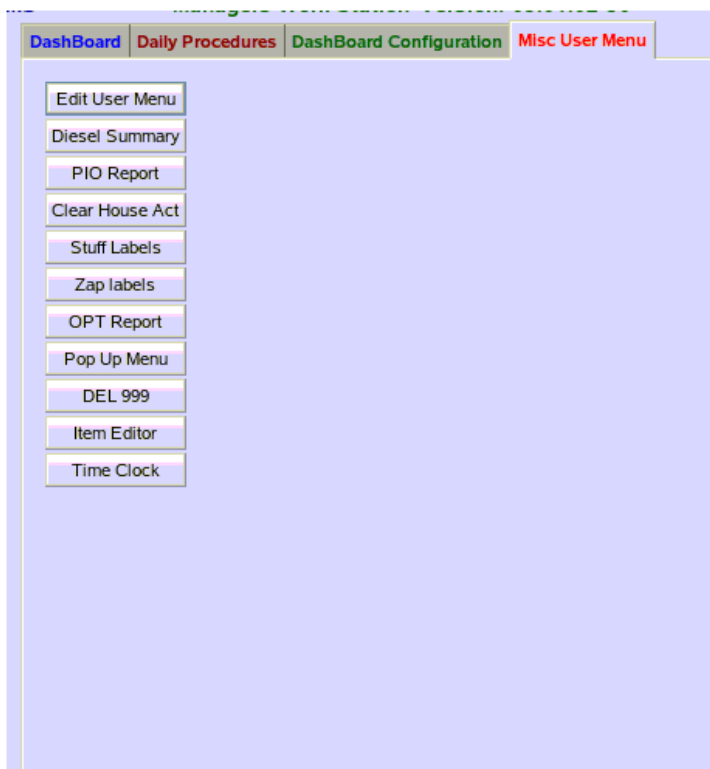 DashBoard Daily Procedures DashBoard Configuration Misc User Menu
Edit User Menu
Diesel Summary
PIO Report
Clear House Act
Stuff Labels
Zap labels
OPT Report
Pop Up Menu
DEL 999
Item Editor
Time Clock